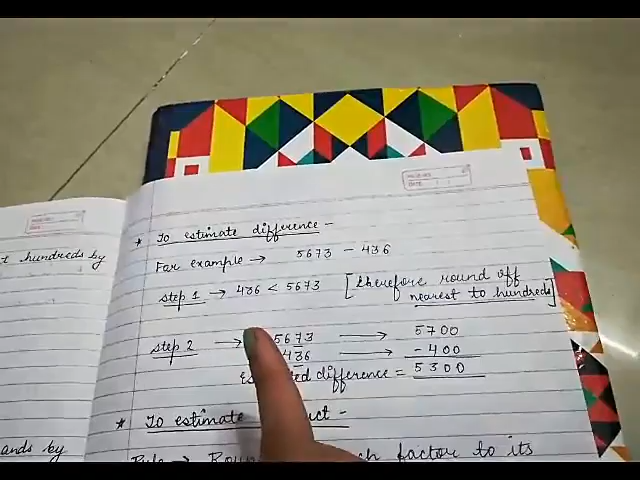 t hundreds by
* To estimate difference -
For example → 5673 - 436
Step 1 → 436 < 5673 [therefore round off
nearest to hundreds]
Step 2 → 5673 → 5700
436 → - 400
difference = 5300
* To estimate
Rule → factor to its
ands by